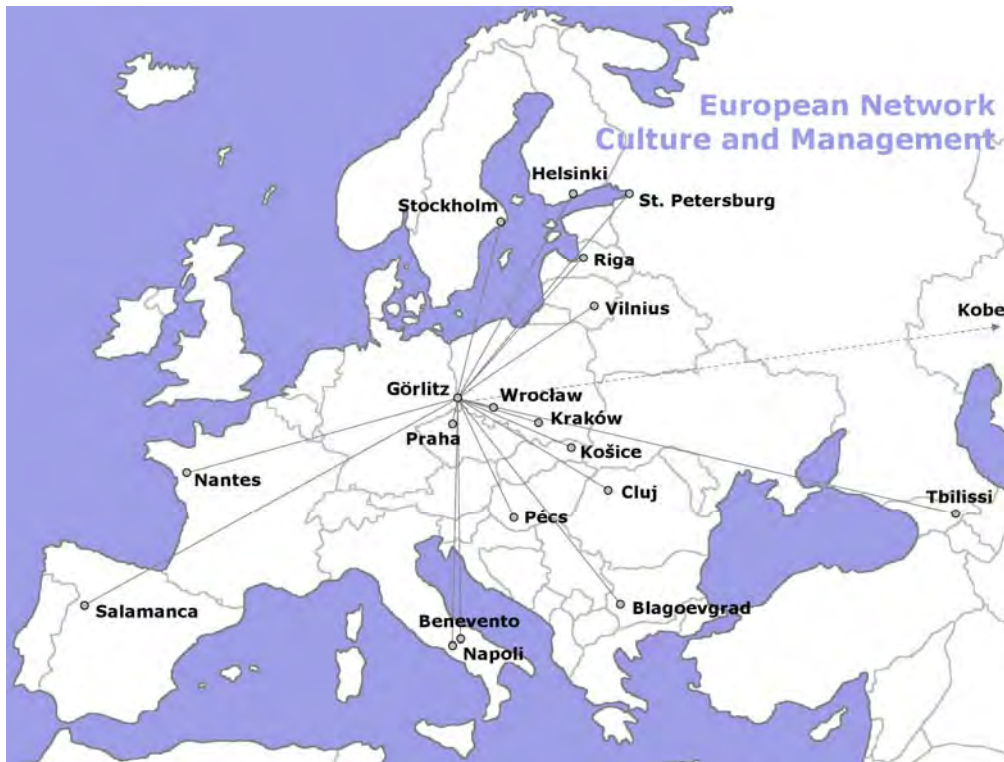 European Network
Culture and Management
Helsinki
St. Petersburg
Stockholm
Riga
Vilnius
Kobe
Görlitz
Wrocław
Kraków
Praha
Košice
Nantes
Cluj
Tbilissi
Pécs
Salamanca
Blagoevgrad
Benevento
Napoli